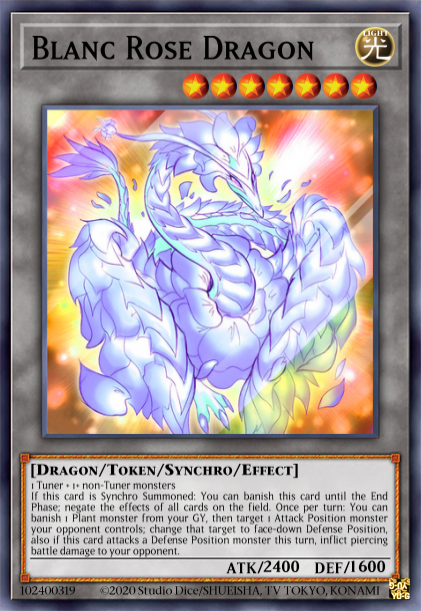 BLANC ROSE DRAGON
LIGHT
光
[DRAGON/TOKEN/SYNCHRO/EFFECT]
1 Tuner + 1+ non-Tuner monsters
If this card is Synchro Summoned: You can banish this card until the End
Phase; negate the effects of all cards on the field. Once per turn: You can
banish 1 Plant monster from your GY, then target 1 Attack Position monster
your opponent controls; change that target to face-down Defense Position,
also if this card attacks a Defense Position monster this turn, inflict piercing
battle damage to your opponent.
ATK/2400 DEF/1600
102400319 ©2020 Studio Dice/SHUEISHA, TV TOKYO, KONAMI